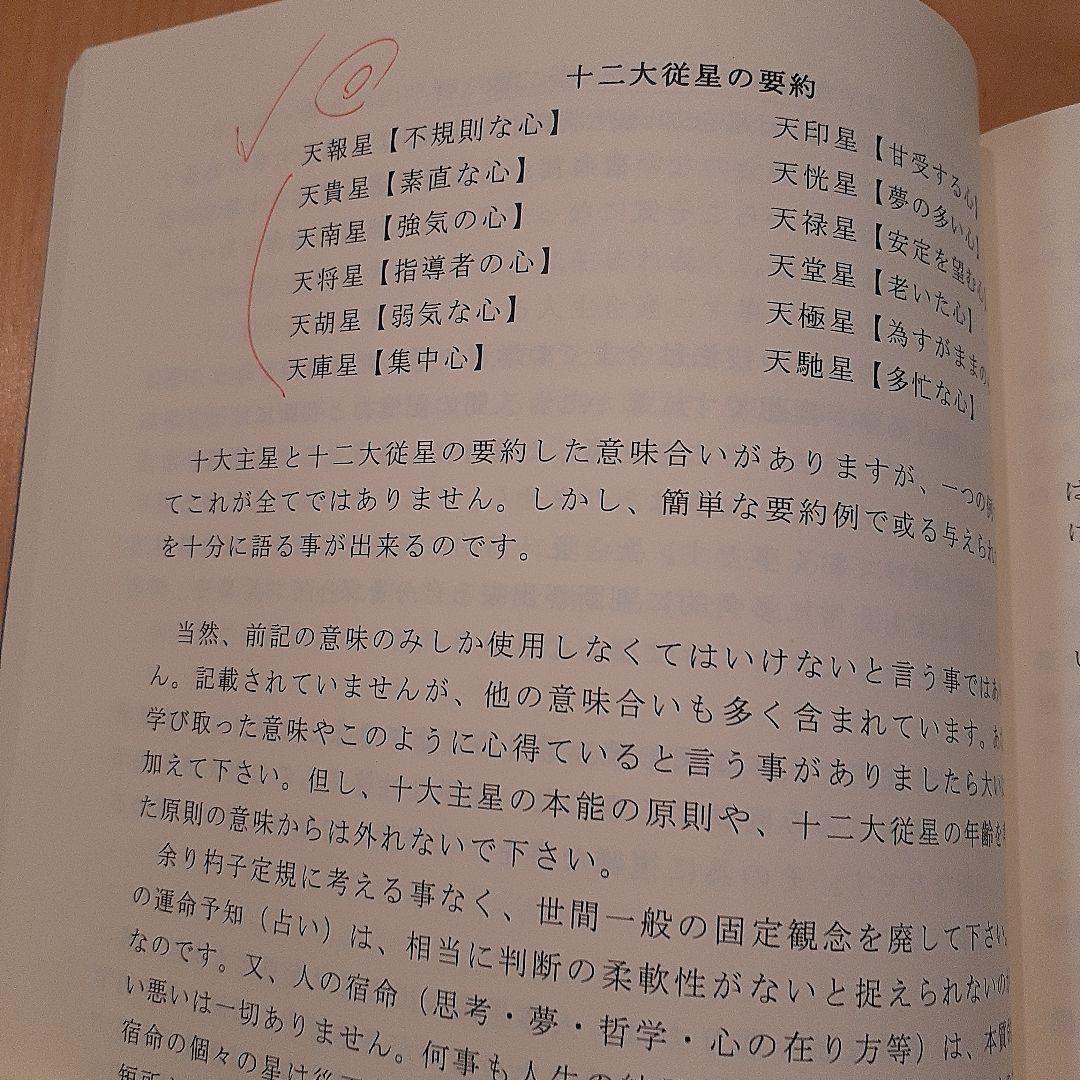 十二大従星の要約
天報星【不規則な心】
天貴星【素直な心】
天南星【強気の心】
天将星【指導者の心】
天胡星【弱気な心】
天庫星【集中心】
天印星【甘受する心】
天恍星【夢の多い心】
天禄星【安定を望む心
天堂星【老いた心】
天極星【為すがままの
天馳星【多忙な心】
十大主星と十二大従星の要約した意味合いがありますが、一つの例
てこれが全てではありません。しかし、簡単な要約例で或る与えられ
を十分に語る事が出来るのです。
当然、前記の意味のみしか使用しなくてはいけないと言う事ではあ
ん。記載されていませんが、他の意味合いも多く含まれています。あ
学び取った意味やこのように心得ていると言う事がありましたら大い
加えて下さい。但し、十大主星の本能の原則や、十二大従星の年齢を
た原則の意味からは外れないで下さい。
余り杓子定規に考える事なく、世間一般の固定観念を廃して下さい。
の運命予知（占い）は、相当に判断の柔軟性がないと捉えられないの
なのです。又、人の宿命（思考・夢・哲学・心の在り方等）は、本質
い悪いは一切ありません。何事も人生の
宿命の個々の星は
は
け
い